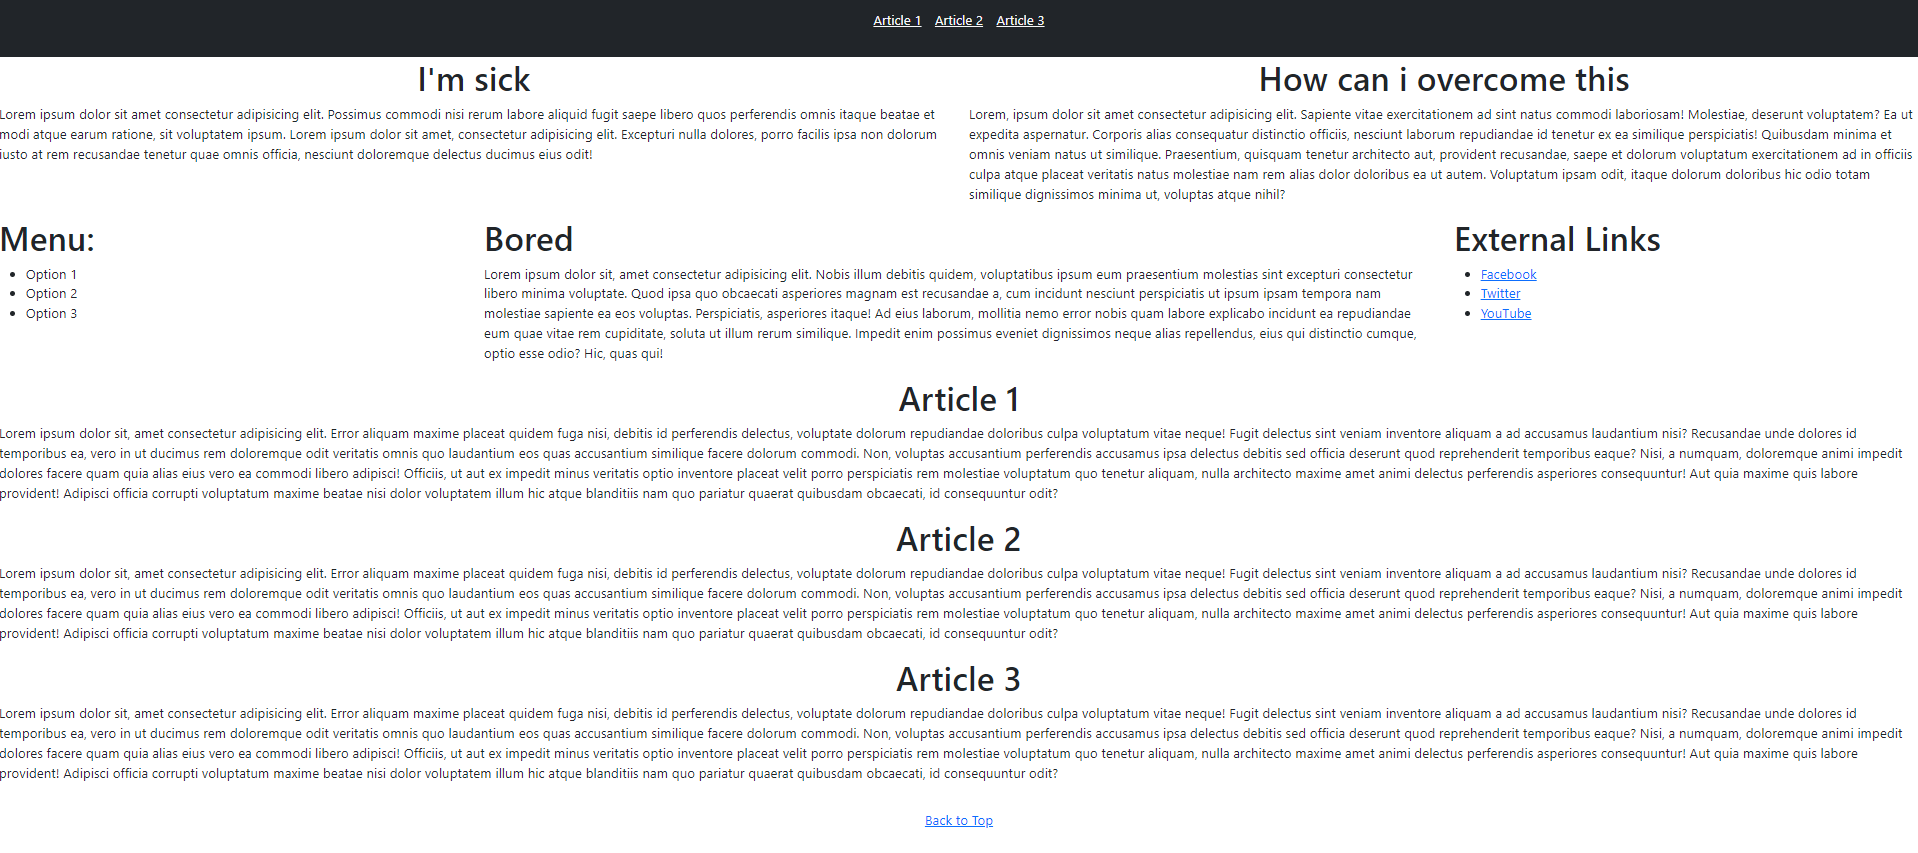 Article 1 Article 2 Article 3
I'm sick
Lorem ipsum dolor sit amet consectetur adipisicing elit. Possimus commodi nisi rerum labore aliquid fugit saepe libero quos perferendis omnis itaque beatae et
modi atque earum ratione, sit voluptatem ipsum. Lorem ipsum dolor sit amet, consectetur adipisicing elit. Excepturi nulla dolores, porro facilis ipsa non dolorum
iusto at rem recusandae tenetur quae omnis officia, nesciunt doloremque delectus ducimus eius odit!
How can i overcome this
Lorem, ipsum dolor sit amet consectetur adipisicing elit. Sapiente vitae exercitationem ad sint natus commodi laboriosam! Molestiae, deserunt voluptatem? Ea ut
expedita aspernatur. Corporis alias consequatur distinctio officiis, nesciunt laborum repudiandae id tenetur ex ea similique perspiciatis! Quibusdam minima et
omnis veniam natus ut similique. Praesentium, quisquam tenetur architecto aut, provident recusandae, saepe et dolorum voluptatum exercitationem ad in officiis
culpa atque placeat veritatis natus molestiae nam rem alias dolor doloribus ea ut autem. Voluptatum ipsam odit, itaque dolorum doloribus hic odio totam
similique dignissimos minima ut, voluptas atque nihil?
Menu:
Option 1
Option 2
Option 3
Bored
Lorem ipsum dolor sit, amet consectetur adipisicing elit. Nobis illum debitis quidem, voluptatibus ipsum eum praesentium molestias sint excepturi consectetur
libero minima voluptate. Quod ipsa quo obcaecati asperiores magnam est recusandae a, cum incidunt nesciunt perspiciatis ut ipsum ipsam tempora nam
molestiae sapiente ea eos voluptas. Perspiciatis, asperiores itaque! Ad eius laborum, mollitia nemo error nobis quam labore explicabo incidunt ea repudiandae
eum quae vitae rem cupiditate, soluta ut illum rerum similique. Impedit enim possimus eveniet dignissimos neque alias repellendus, eius qui distinctio cumque,
optio esse odio? Hic, quas qui!
External Links
Facebook
Twitter
YouTube
Article 1
Lorem ipsum dolor sit, amet consectetur adipisicing elit. Error aliquam maxime placeat quidem fuga nisi, debitis id perferendis delectus, voluptate dolorum repudiandae doloribus culpa voluptatum vitae neque! Fugit delectus sint veniam inventore aliquam a ad accusamus laudantium nisi? Recusandae unde dolores id
temporibus ea, vero in ut ducimus rem doloremque odit veritatis omnis quo laudantium eos quas accusantium similique facere dolorum commodi. Non, voluptas accusantium perferendis accusamus ipsa delectus debitis sed officia deserunt quod reprehenderit temporibus eaque? Nisi, a numquam, doloremque animi impedit
dolores facere quam quia alias eius vero ea commodi libero adipisci! Officiis, ut aut ex impedit minus veritatis optio inventore placeat velit porro perspiciatis rem molestiae voluptatum quo tenetur aliquam, nulla architecto maxime amet animi delectus perferendis asperiores consequuntur! Aut quia maxime quis labore
provident! Adipisci officia corrupti voluptatum maxime beatae nisi dolor voluptatem illum hic atque blanditiis nam quo pariatur quaerat quibusdam obcaecati, id consequuntur odit?
Article 2
Lorem ipsum dolor sit, amet consectetur adipisicing elit. Error aliquam maxime placeat quidem fuga nisi, debitis id perferendis delectus, voluptate dolorum repudiandae doloribus culpa voluptatum vitae neque! Fugit delectus sint veniam inventore aliquam a ad accusamus laudantium nisi? Recusandae unde dolores id
temporibus ea, vero in ut ducimus rem doloremque odit veritatis omnis quo laudantium eos quas accusantium similique facere dolorum commodi. Non, voluptas accusantium perferendis accusamus ipsa delectus debitis sed officia deserunt quod reprehenderit temporibus eaque? Nisi, a numquam, doloremque animi impedit
dolores facere quam quia alias eius vero ea commodi libero adipisci! Officiis, ut aut ex impedit minus veritatis optio inventore placeat velit porro perspiciatis rem molestiae voluptatum quo tenetur aliquam, nulla architecto maxime amet animi delectus perferendis asperiores consequuntur! Aut quia maxime quis labore
provident! Adipisci officia corrupti voluptatum maxime beatae nisi dolor voluptatem illum hic atque blanditiis nam quo pariatur quaerat quibusdam obcaecati, id consequuntur odit?
Article 3
Lorem ipsum dolor sit, amet consectetur adipisicing elit. Error aliquam maxime placeat quidem fuga nisi, debitis id perferendis delectus, voluptate dolorum repudiandae doloribus culpa voluptatum vitae neque! Fugit delectus sint veniam inventore aliquam a ad accusamus laudantium nisi? Recusandae unde dolores id
temporibus ea, vero in ut ducimus rem doloremque odit veritatis omnis quo laudantium eos quas accusantium similique facere dolorum commodi. Non, voluptas accusantium perferendis accusamus ipsa delectus debitis sed officia deserunt quod reprehenderit temporibus eaque? Nisi, a numquam, doloremque animi impedit
dolores facere quam quia alias eius vero ea commodi libero adipisci! Officiis, ut aut ex impedit minus veritatis optio inventore placeat velit porro perspiciatis rem molestiae voluptatum quo tenetur aliquam, nulla architecto maxime amet animi delectus perferendis asperiores consequuntur! Aut quia maxime quis labore
provident! Adipisci officia corrupti voluptatum maxime beatae nisi dolor voluptatem illum hic atque blanditiis nam quo pariatur quaerat quibusdam obcaecati, id consequuntur odit?
Back to Top